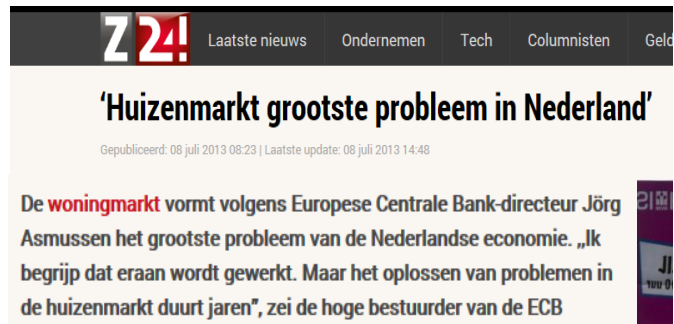 Z 24!
Laatste nieuws Ondernemen Tech Columnisten Geld
‘Huizenmarkt grootste probleem in Nederland’
Gepubliceerd: 08 juli 2013 08:23 | Laatste update: 08 juli 2013 14:48
De woningmarkt vormt volgens Europese Centrale Bank-directeur Jörg
Asmussen het grootste probleem van de Nederlandse economie. „Ik
begrijp dat eraan wordt gewerkt. Maar het oplossen van problemen in
de huizenmarkt duurt jaren”, zei de hoge bestuurder van de ECB